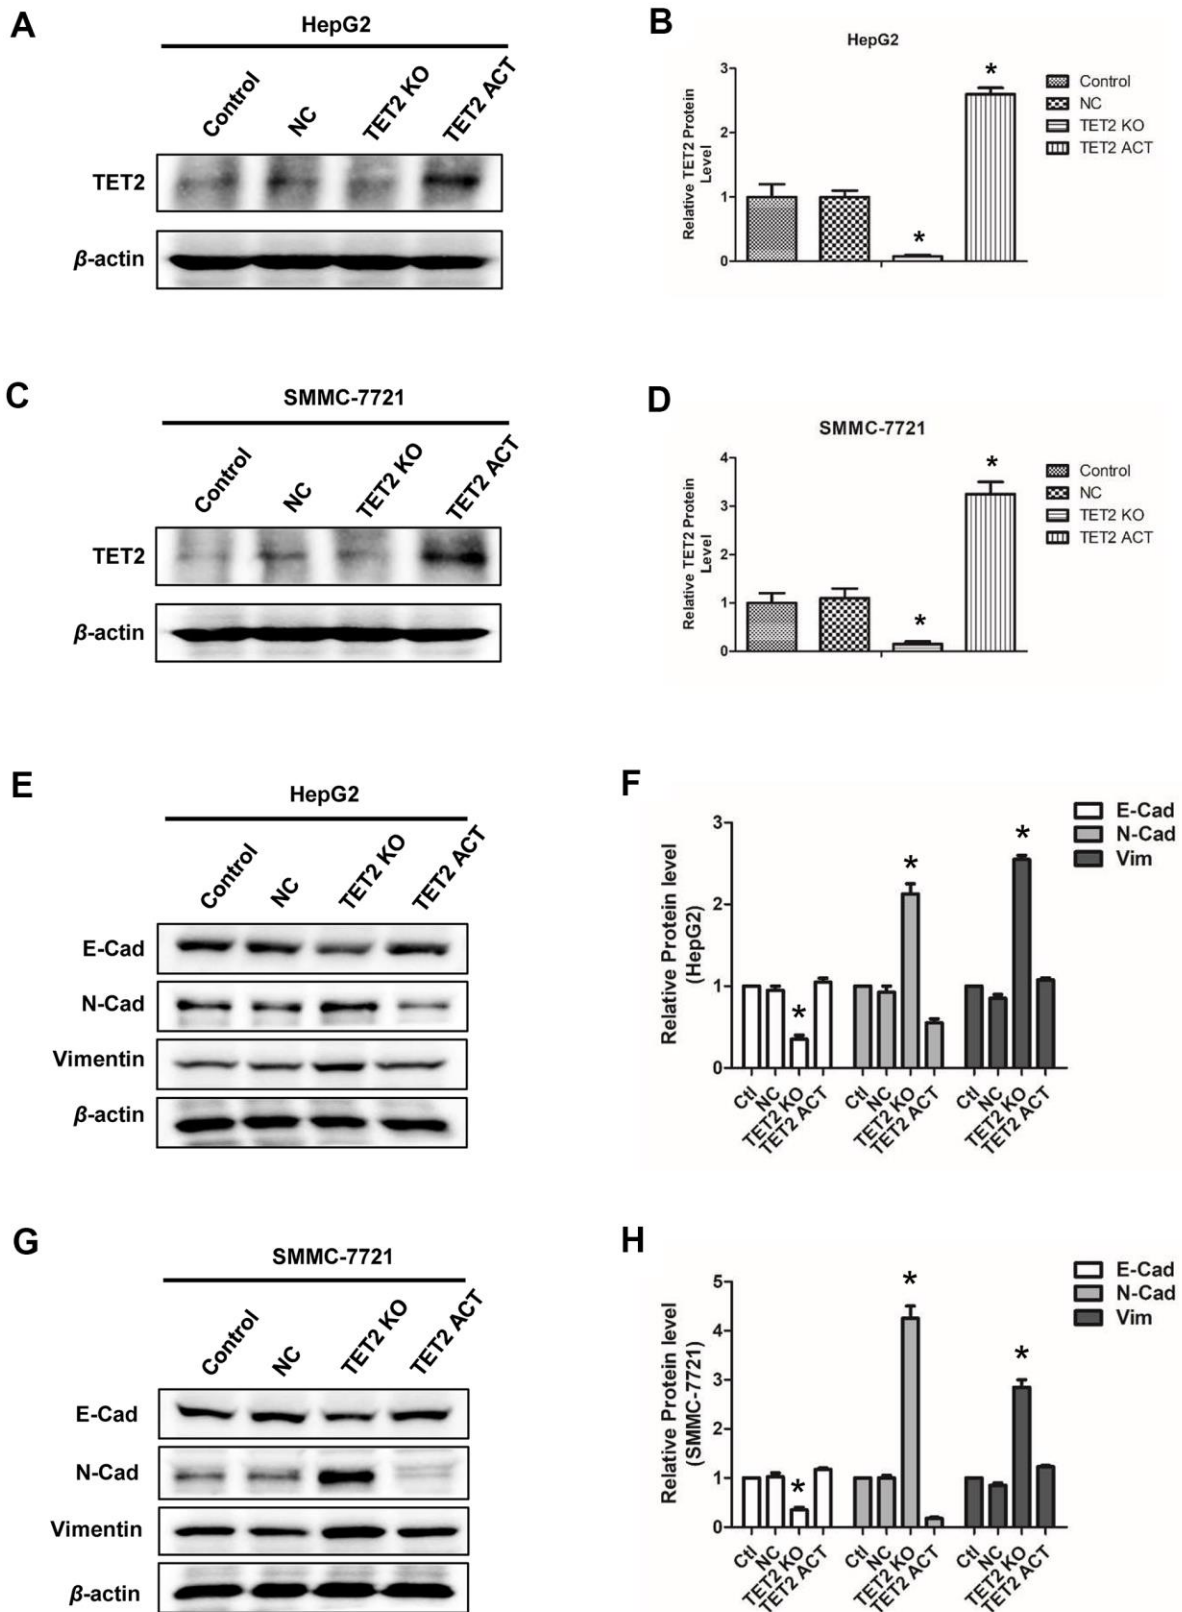 A
HepG2
Control
NC
TET2 KO
TET2 ACT
TET2
β-actin
B
HepG2
Relative TET2 Protein
Level
3
2
1
0
*
*
Control
NC
TET2 KO
TET2 ACT
C
SMMC-7721
Control
NC
TET2 KO
TET2 ACT
TET2
β-actin
D
SMMC-7721
Relative TET2 Protein
Level
4
3
2
1
0
*
*
Control
NC
TET2 KO
TET2 ACT
E
HepG2
Control
NC
TET2 KO
TET2 ACT
E-Cad
N-Cad
Vimentin
β-actin
F
Relative Protein level
(HepG2)
3
2
1
0
*
*
*
E-Cad
N-Cad
Vim
Ctl
NC
TET2 KO
TET2 ACT
Ctl
NC
TET2 KO
TET2 ACT
Ctl
NC
TET2 KO
TET2 ACT
G
SMMC-7721
Control
NC
TET2 KO
TET2 ACT
E-Cad
N-Cad
Vimentin
β-actin
H
Relative Protein level
(SMMC-7721)
5
4
3
2
1
0
*
*
*
E-Cad
N-Cad
Vim
Ctl
NC
TET2 KO
TET2 ACT
Ctl
NC
TET2 KO
TET2 ACT
Ctl
NC
TET2 KO
TET2 ACT